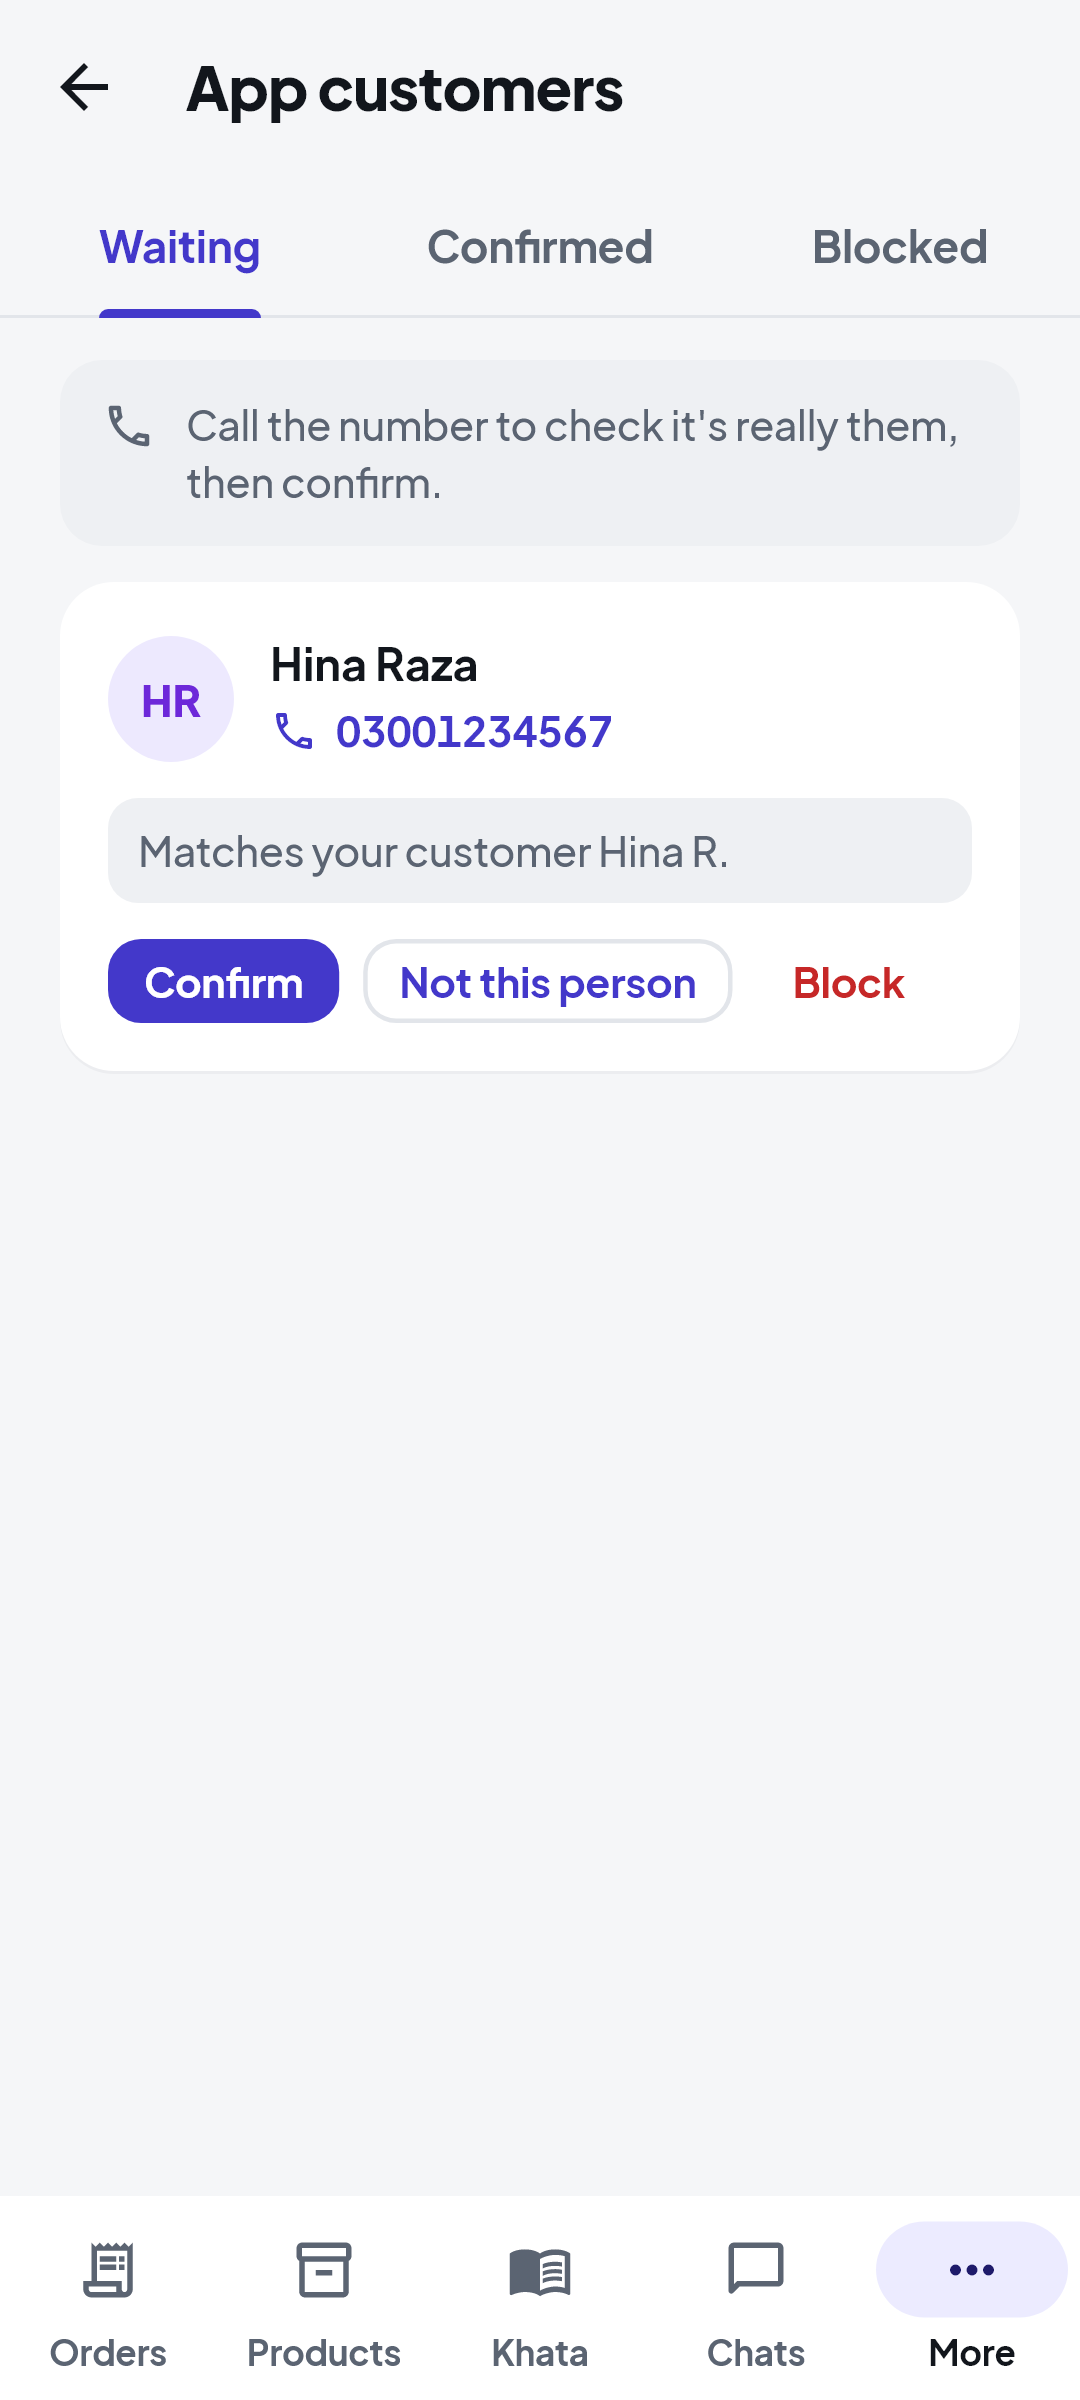 App customers
Waiting
Confirmed
Blocked
Call the number to check it's really them,
then confirm.
HR
Hina Raza
03001234567
Matches your customer Hina R.
Confirm
Not this person
Block
Orders
Products
Khata
Chats
More